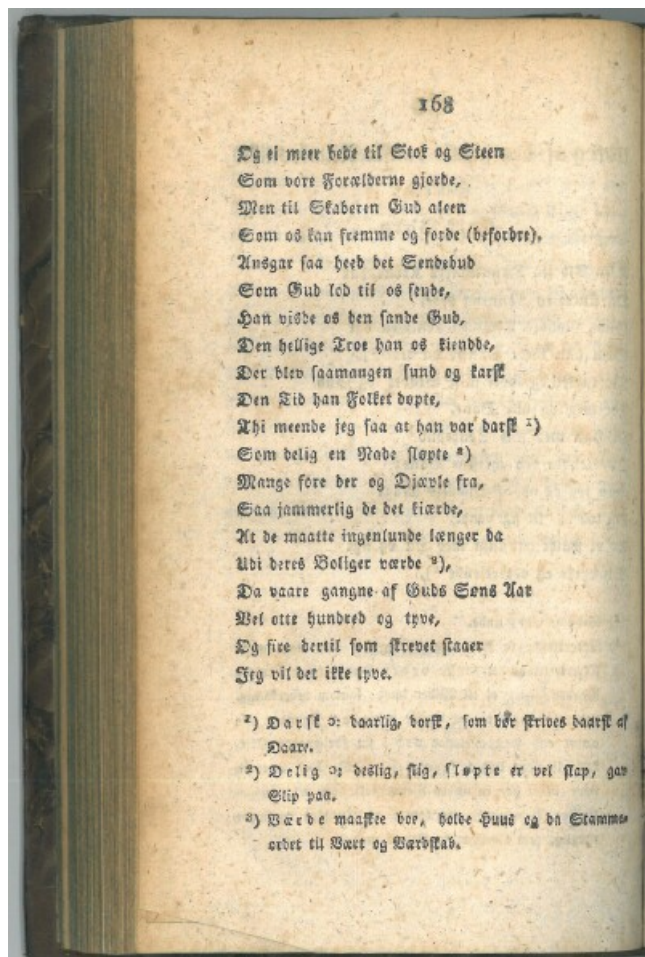 168
Og ei meer bede til Stok og Steen
Som vore Forælderne gjorde,
Men til Skaberen Gud aleen
Som os kan fremme og forde (befordre).
Ansgar saa heed det Sendebud
Som Gud lod til os sende,
Han visde os den sande Gud,
Den hellige Troe han os kiendde,
Der blev saamangen sund og karsk
Den Tid han Folket døpte,
Thi meende jeg saa at han var darsk ¹)
Som delig en Nade sløpte ²)
Mange fore der og Djævle fra,
Saa jammerlig de det kiærde,
At de maatte ingenlunde længer da
Udi deres Boliger værde ³),
Da vaare gangne af Guds Søns Aar
Vel otte hundred og tyve,
Og fire dertil som skrevet staaer
Jeg vil det ikke lyve.
¹) Darsk ɔ: daarlig, dorsk, som bør skrives daarsk af
Daare.
²) Delig ɔ: deslig, slig, sløpte er vel slap, gav
Slip paa.
³) Værde maaskee boe, holde Huus og da Stamme-
ordet til Vært og Værdskab.